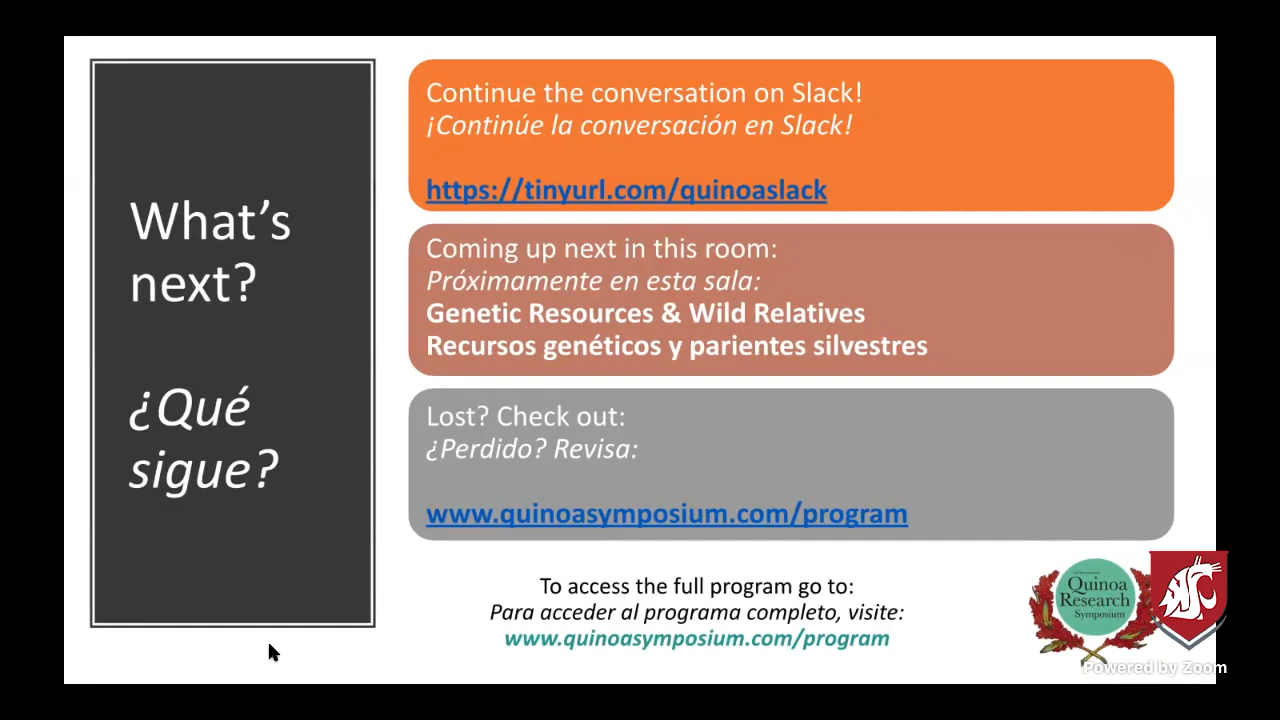 What's
next?
¿Qué
sigue?
Continue the conversation on Slack!
¡Continúe la conversación en Slack!
https://tinyurl.com/quinoaslack
Coming up next in this room:
Próximamente en esta sala:
Genetic Resources & Wild Relatives
Recursos genéticos y parientes silvestres
Lost? Check out:
¿Perdido? Revisa:
www.quinoasymposium.com/program
To access the full program go to:
Para acceder al programa completo, visite:
www.quinoasymposium.com/program
Quinoa
Research
Symposium
Powered by Zoom